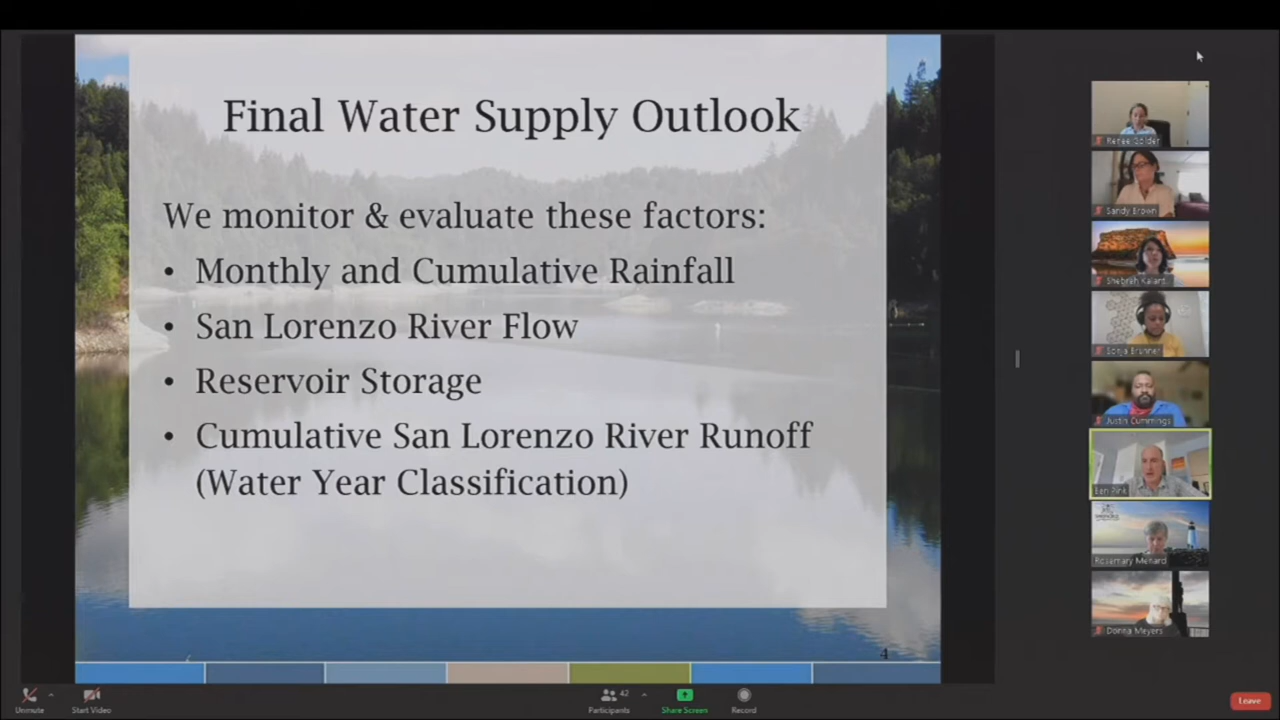 Final Water Supply Outlook
We monitor & evaluate these factors:
• Monthly and Cumulative Rainfall
• San Lorenzo River Flow
• Reservoir Storage
• Cumulative San Lorenzo River Runoff
(Water Year Classification)
4
Renee Golder
Sandy Brown
Sonja Brunner
Justin Cummings
Ben Pink
Rosemary Menard
Donna Meyers
Unmute
Start Video
Participants
42
Share Screen
Record
Leave